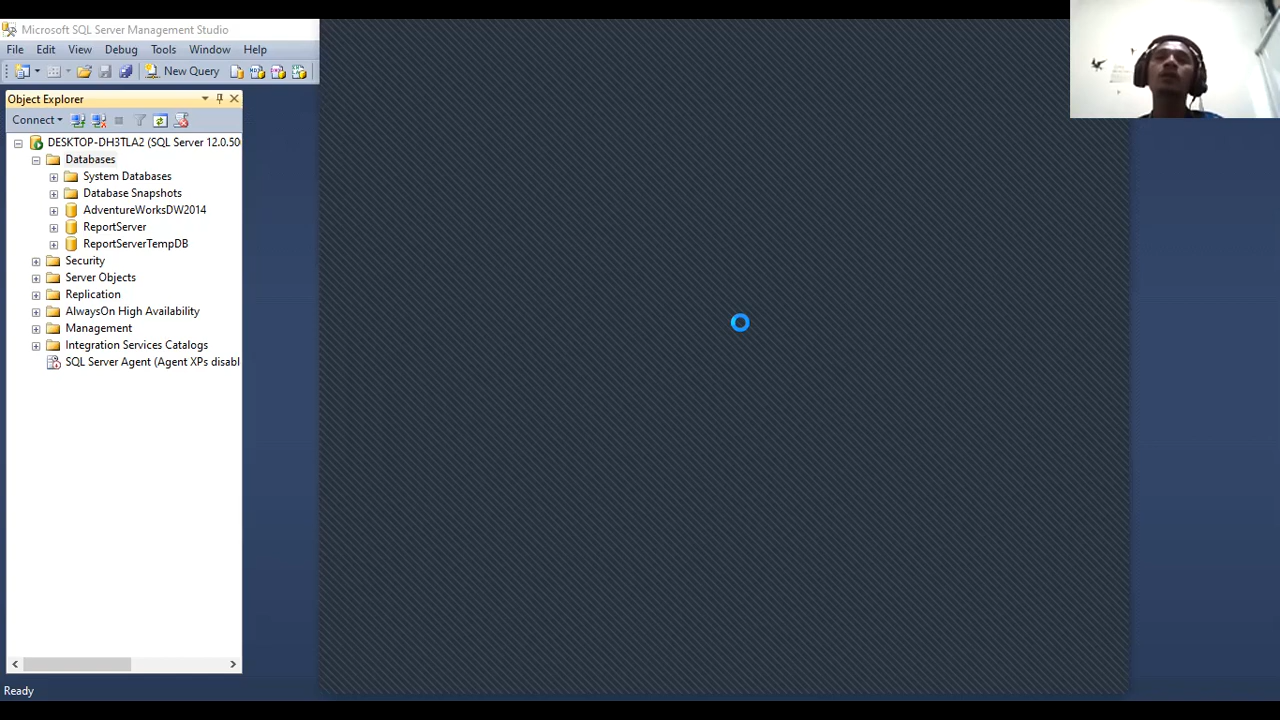 Microsoft SQL Server Management Studio
File Edit View Debug Tools Window Help
New Query
Object Explorer
Connect
DESKTOP-DH3TLA2 (SQL Server 12.0.50
Databases
System Databases
Database Snapshots
AdventureWorksDW2014
ReportServer
ReportServerTempDB
Security
Server Objects
Replication
AlwaysOn High Availability
Management
Integration Services Catalogs
SQL Server Agent (Agent XPs disabl
Ready